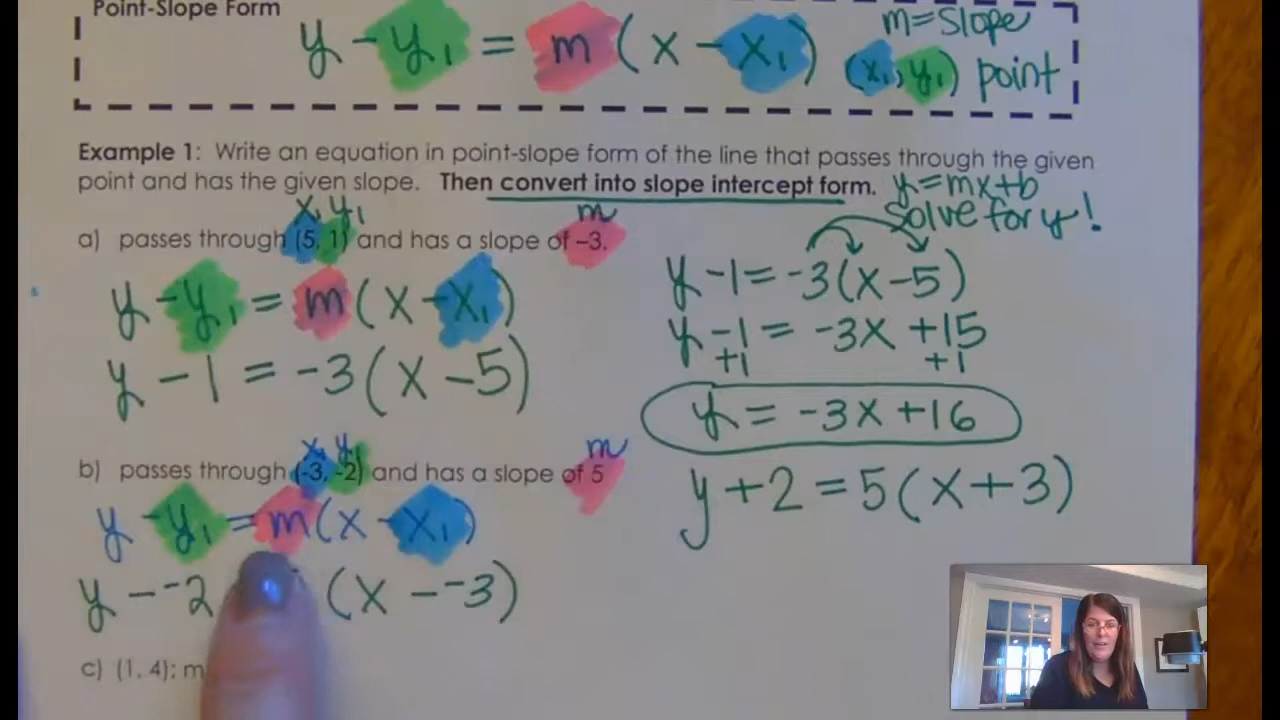 Point-Slope Form
y - y₁ = m(x - x₁)
m = Slope
(x₁, y₁) point
Example 1: Write an equation in point-slope form of the line that passes through the given
point and has the given slope. Then convert into slope intercept form. y = mx + b
Solve for y!
x₁ y₁
m
a) passes through (5, 1) and has a slope of -3.
y - y₁ = m(x - x₁)
y - 1 = -3(x - 5)
y - 1 = -3(x - 5)
y - 1 = -3x + 15
+1 +1
y = -3x + 16
x₁ y₁
m
b) passes through (-3, -2) and has a slope of 5
y - y₁ = m(x - x₁)
y - -2 (x - -3)
y + 2 = 5(x + 3)
c) (1, 4); m